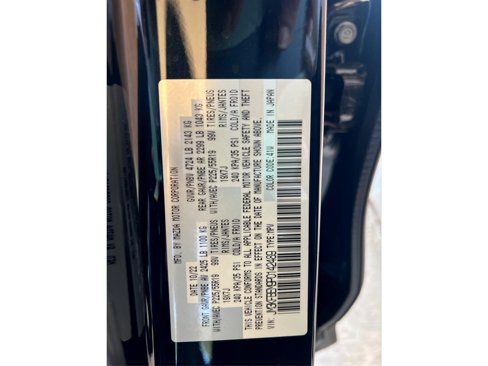 MFD. BY MAZDA MOTOR CORPORATION
DATE: 10/22 GVWR/PNBV 4724 LB 2143 KG
FRONT GAWR/PNBE AV 2425 LB 1100 KG REAR GAWR/PNBE AR 2299 LB 1043 KG
WITH/AVEC P225/55R19 99V TIRES/PNEUS WITH/AVEC P225/55R19 99V TIRES/PNEUS
19X7J RIMS/JANTES 19X7J RIMS/JANTES
240 KPA/35 PSI COLD/A FROID 240 KPA/35 PSI COLD/A FROID
THIS VEHICLE CONFORMS TO ALL APPLICABLE FEDERAL MOTOR VEHICLE SAFETY AND THEFT
PREVENTION STANDARDS IN EFFECT ON THE DATE OF MANUFACTURE SHOWN ABOVE.
VIN: TYPE:MPV COLOR CODE:41W MADE IN JAPAN